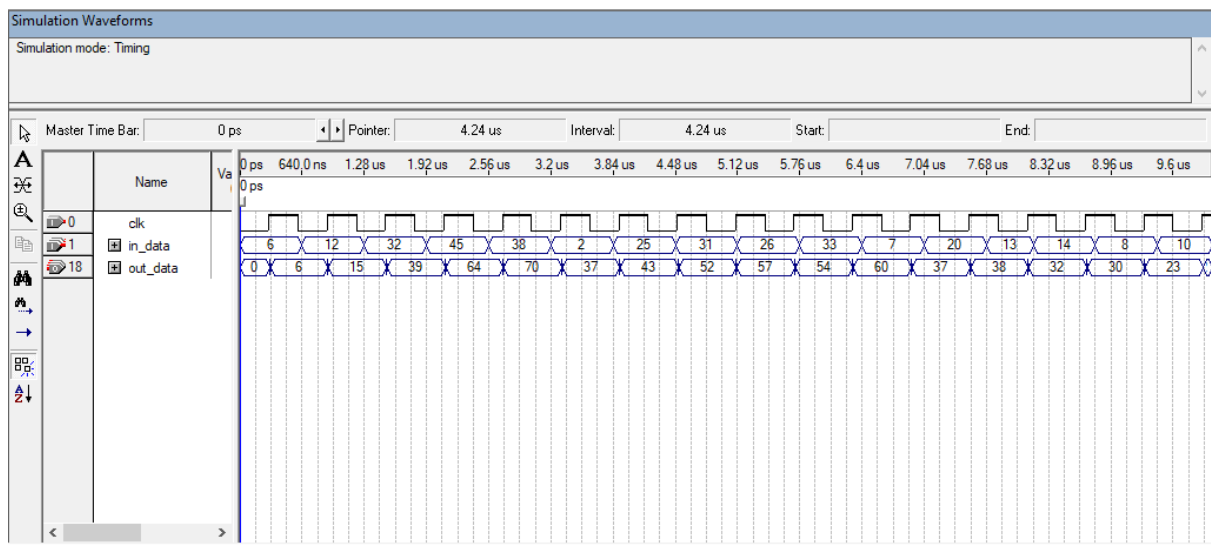 Simulation Waveforms
Simulation mode: Timing
Master Time Bar: 0 ps Pointer: 4.24 us Interval: 4.24 us Start: End:
Name Va 0 ps 640.0 ns 1.28 us 1.92 us 2.56 us 3.2 us 3.84 us 4.48 us 5.12 us 5.76 us 6.4 us 7.04 us 7.68 us 8.32 us 8.96 us 9.6 us
0 ps
0 clk
1 in_data 6 12 32 45 38 2 25 31 26 33 7 20 13 14 8 10
18 out_data 0 6 15 39 64 70 37 43 52 57 54 60 37 38 32 30 23